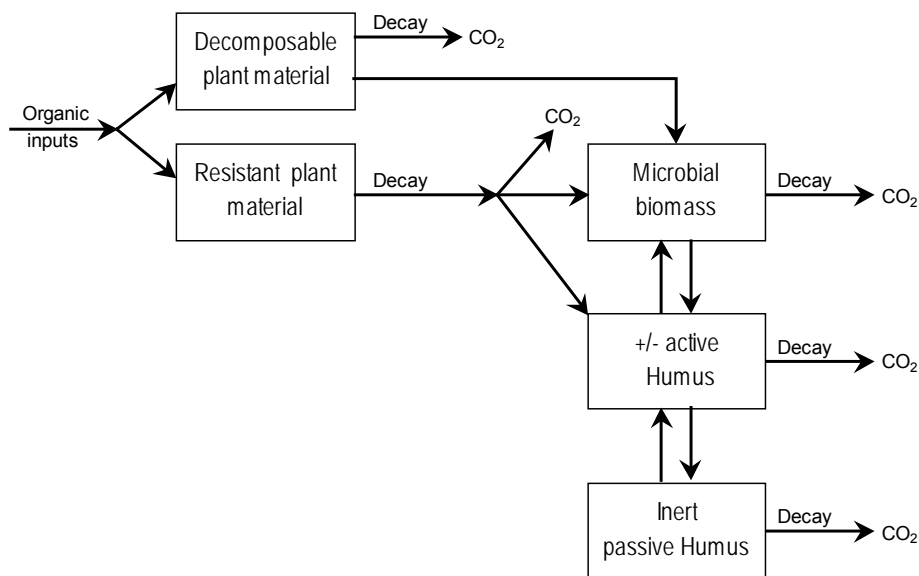 Decomposable
plant material
Decay
CO₂
Organic
inputs
CO₂
Resistant plant
material
Decay
Microbial
biomass
Decay
CO₂
+/- active
Humus
Decay
CO₂
Inert
passive Humus
Decay
CO₂